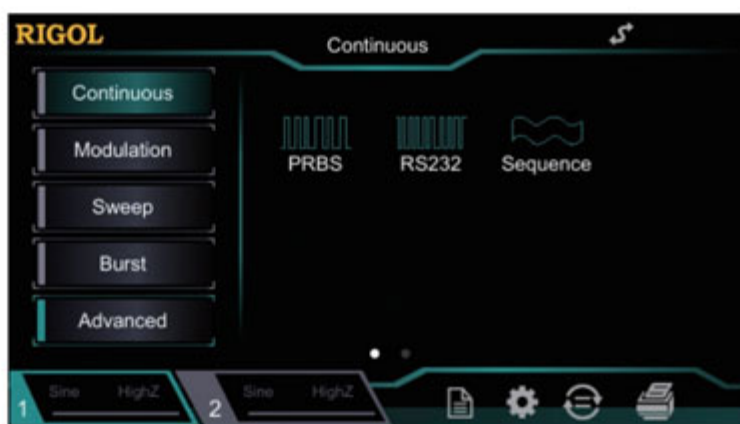 RIGOL
Continuous
Continuous
Modulation
Sweep
Burst
Advanced
PRBS
RS232
Sequence
1
Sine
HighZ
2
Sine
HighZ